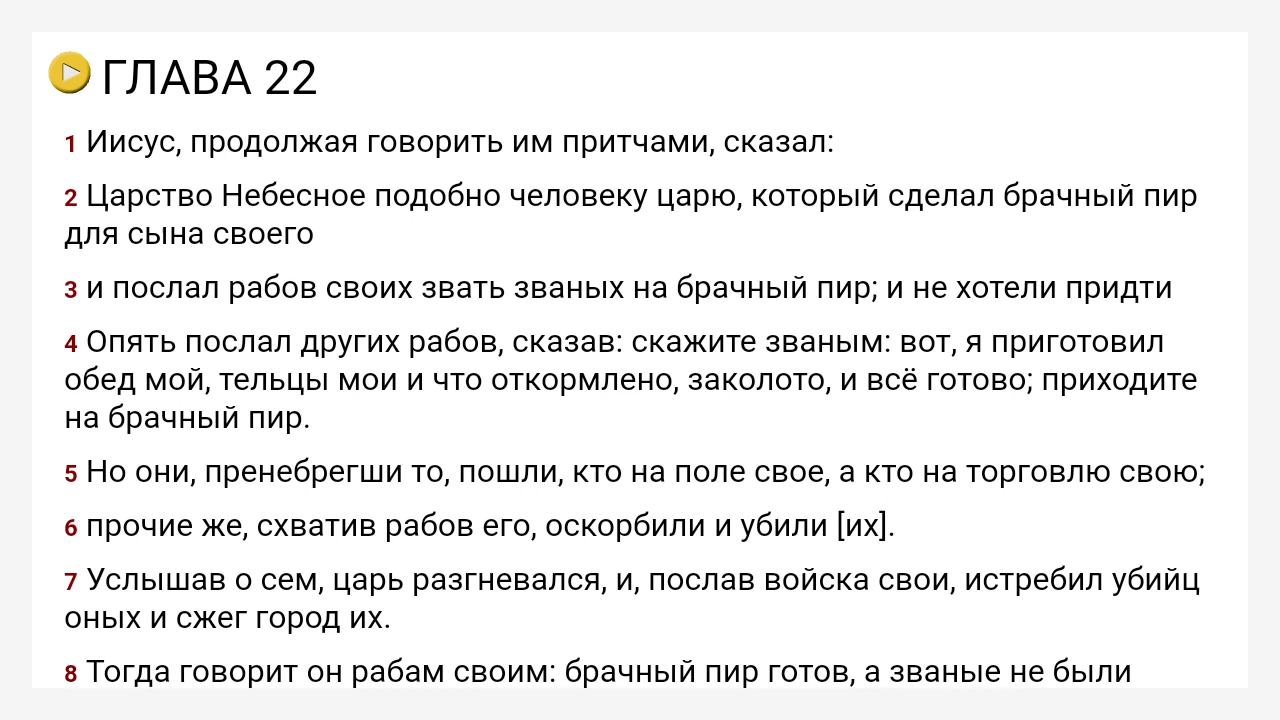 ГЛАВА 22
1 Иисус, продолжая говорить им притчами, сказал:
2 Царство Небесное подобно человеку царю, который сделал брачный пир
для сына своего
3 и послал рабов своих звать званых на брачный пир; и не хотели придти
4 Опять послал других рабов, сказав: скажите званым: вот, я приготовил
обед мой, тельцы мои и что откормлено, заколото, и всё готово; приходите
на брачный пир.
5 Но они, пренебрегши то, пошли, кто на поле свое, а кто на торговлю свою;
6 прочие же, схватив рабов его, оскорбили и убили [их].
7 Услышав о сем, царь разгневался, и, послав войска свои, истребил убийц
оных и сжег город их.
8 Тогда говорит он рабам своим: брачный пир готов, а званые не были